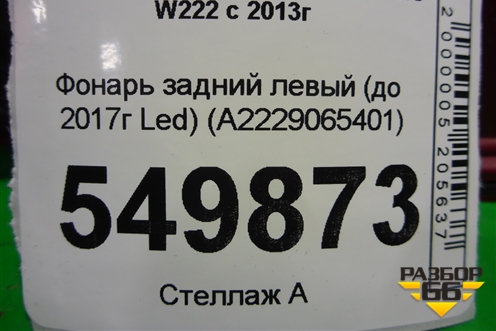 W222 с 2013г
Фонарь задний левый (до
2017г Led) (A2229065401)
549873
Стеллаж А
2000005205637
РАЗБОР
66